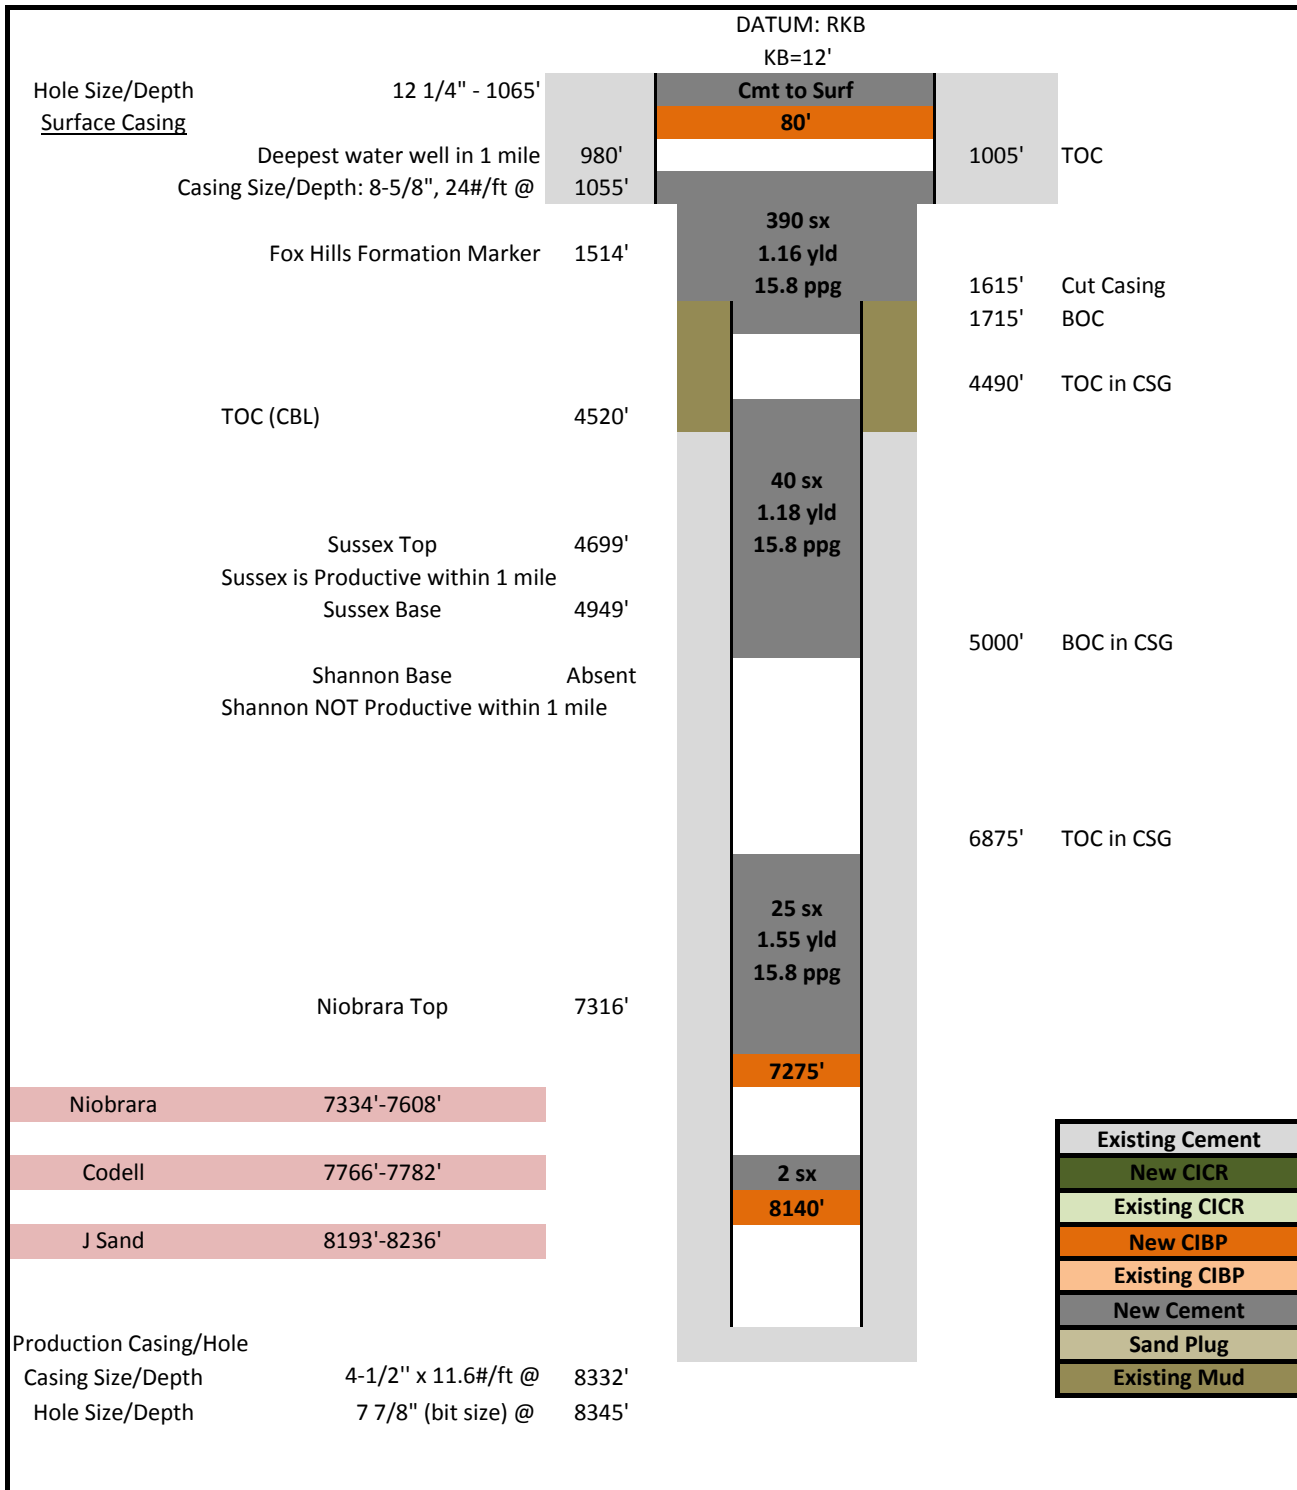 DATUM: RKB
KB=12'
Hole Size/Depth 12 1/4" - 1065' Cmt to Surf
Surface Casing 80'
Deepest water well in 1 mile 980' 1005' TOC
Casing Size/Depth: 8-5/8", 24#/ft @ 1055'
390 sx
Fox Hills Formation Marker 1514' 1.16 yld
15.8 ppg 1615' Cut Casing
1715' BOC
4490' TOC in CSG
TOC (CBL) 4520'
40 sx
1.18 yld
Sussex Top 4699' 15.8 ppg
Sussex is Productive within 1 mile
Sussex Base 4949'
5000' BOC in CSG
Shannon Base Absent
Shannon NOT Productive within 1 mile
6875' TOC in CSG
25 sx
1.55 yld
15.8 ppg
Niobrara Top 7316'
7275'
Niobrara 7334'-7608'
Existing Cement
Codell 7766'-7782' 2 sx New CICR
8140' Existing CICR
J Sand 8193'-8236' New CIBP
Existing CIBP
New Cement
Production Casing/Hole Sand Plug
Casing Size/Depth 4-1/2'' x 11.6#/ft @ 8332' Existing Mud
Hole Size/Depth 7 7/8" (bit size) @ 8345'